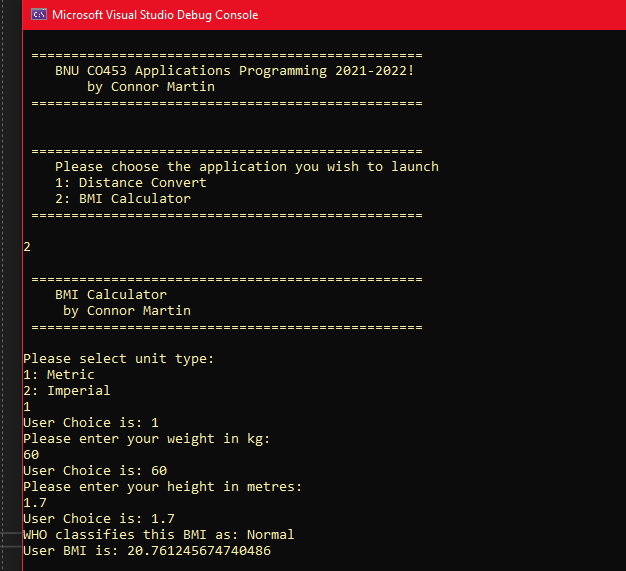 Microsoft Visual Studio Debug Console
=================================================
BNU CO453 Applications Programming 2021-2022!
by Connor Martin
=================================================
=================================================
Please choose the application you wish to launch
1: Distance Convert
2: BMI Calculator
=================================================
2
=================================================
BMI Calculator
by Connor Martin
=================================================
Please select unit type:
1: Metric
2: Imperial
1
User Choice is: 1
Please enter your weight in kg:
60
User Choice is: 60
Please enter your height in metres:
1.7
User Choice is: 1.7
WHO classifies this BMI as: Normal
User BMI is: 20.761245674740486